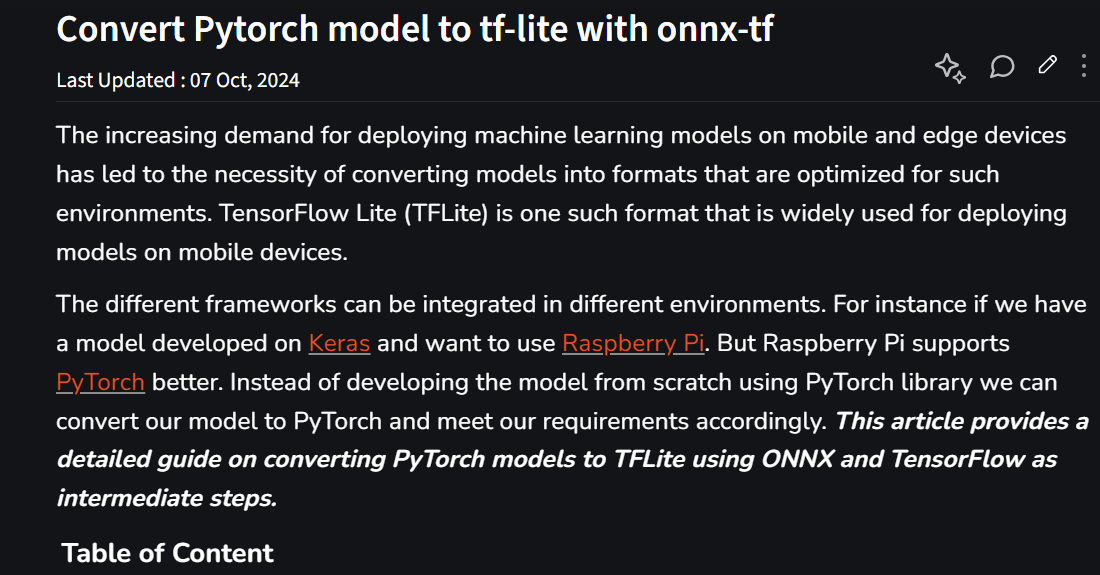 Convert Pytorch model to tf-lite with onnx-tf
Last Updated : 07 Oct, 2024
The increasing demand for deploying machine learning models on mobile and edge devices
has led to the necessity of converting models into formats that are optimized for such
environments. TensorFlow Lite (TFLite) is one such format that is widely used for deploying
models on mobile devices.
The different frameworks can be integrated in different environments. For instance if we have
a model developed on Keras and want to use Raspberry Pi. But Raspberry Pi supports
PyTorch better. Instead of developing the model from scratch using PyTorch library we can
convert our model to PyTorch and meet our requirements accordingly. This article provides a
detailed guide on converting PyTorch models to TFLite using ONNX and TensorFlow as
intermediate steps.
Table of Content